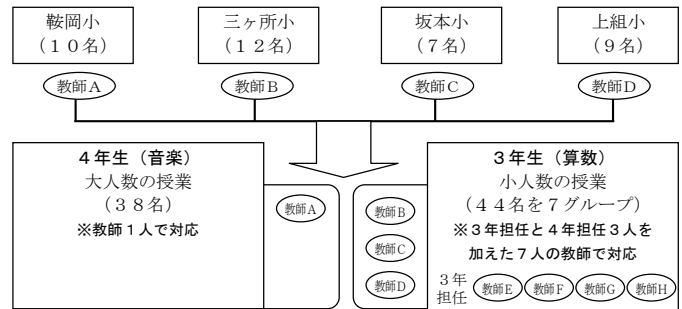 鞍岡小
（１０名）
三ヶ所小
（１２名）
坂本小
（７名）
上組小
（９名）
教師A
教師B
教師C
教師D
４年生（音楽）
大人数の授業
（３８名）
※教師１人で対応
教師A
教師B
教師C
教師D
３年生（算数）
小人数の授業
（４４名を７グループ）
※３年担任と４年担任３人を
加えた７人の教師で対応
３年
担任
教師E
教師F
教師G
教師H